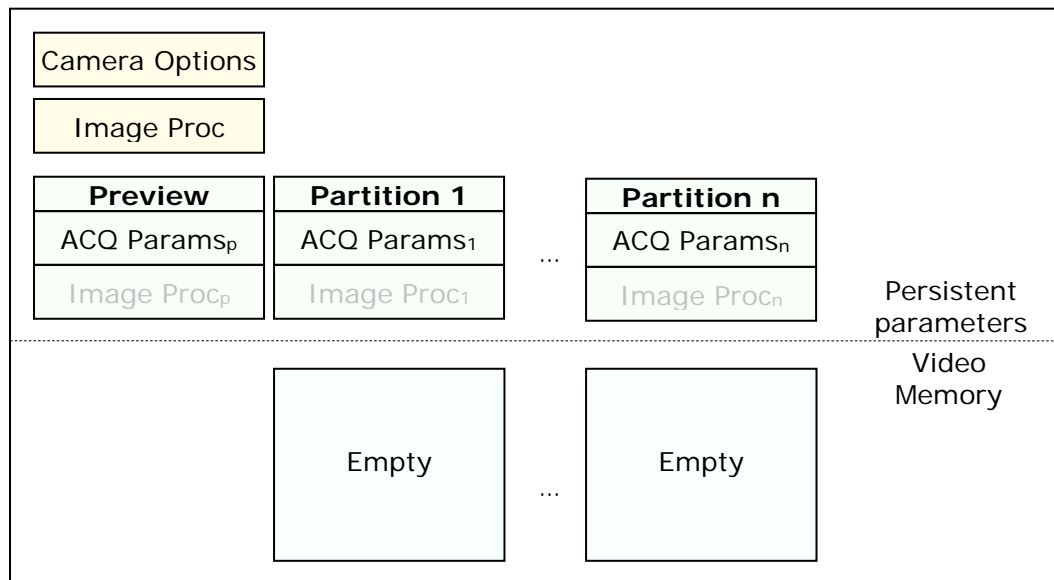 Camera Options
Image Proc
Preview
Partition 1
Partition n
ACQ Paramsₚ
ACQ Params₁
...
ACQ Paramsₙ
Image Procₚ
Image Proc₁
Image Procₙ
Persistent
parameters
Video
Memory
Empty
...
Empty